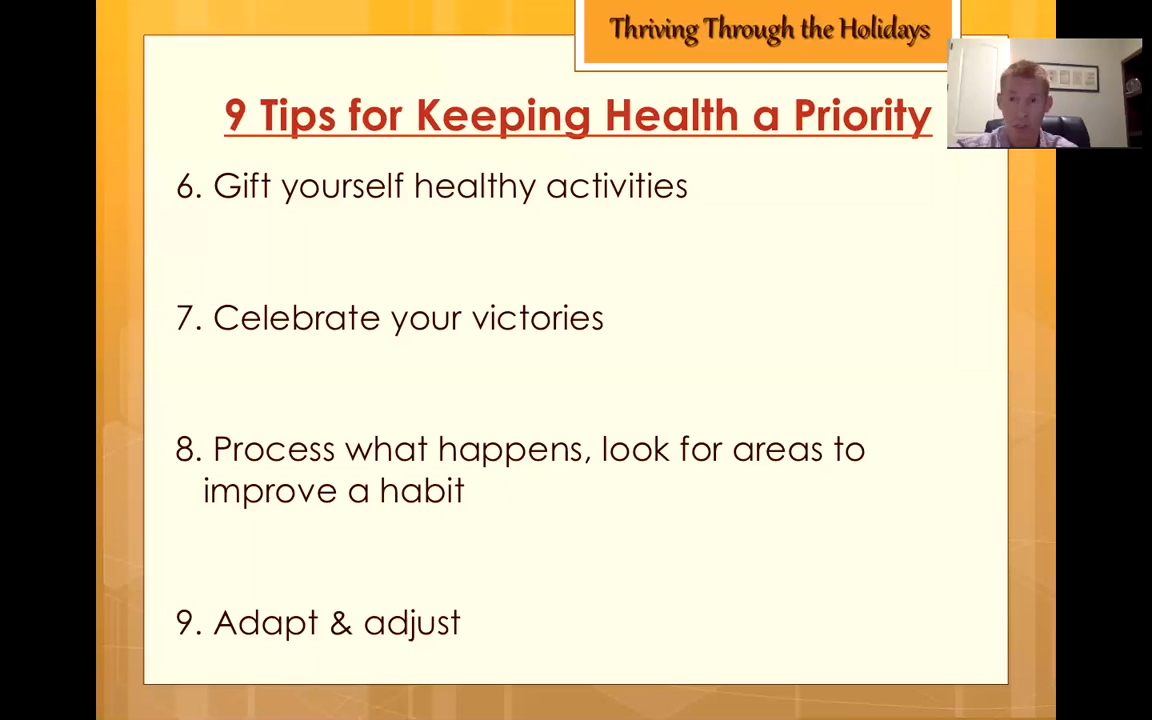 Thriving Through the Holidays
9 Tips for Keeping Health a Priority
6. Gift yourself healthy activities
7. Celebrate your victories
8. Process what happens, look for areas to
improve a habit
9. Adapt & adjust